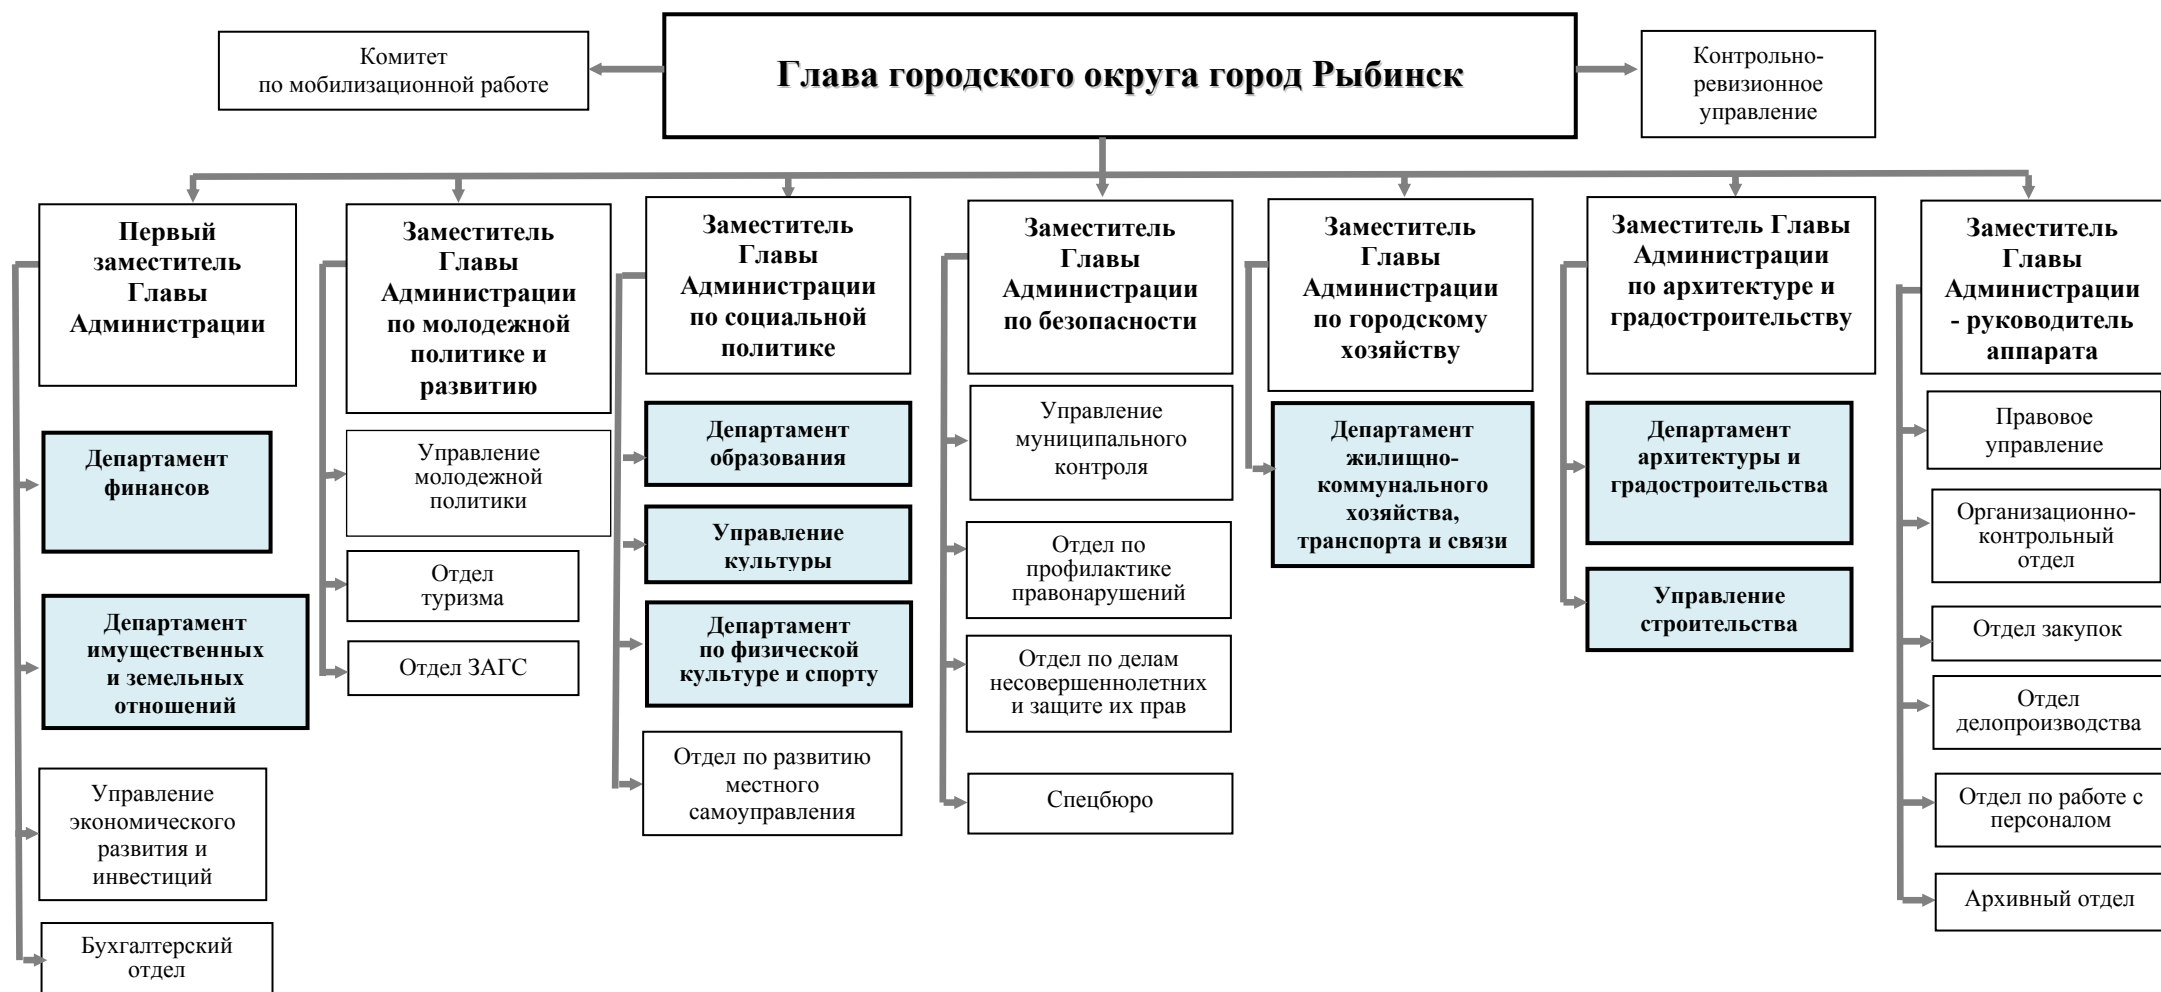 Комитет
по мобилизационной работе
Глава городского округа город Рыбинск
Контрольно-
ревизионное
управление
Первый
заместитель
Главы
Администрации
Департамент
финансов
Департамент
имущественных
и земельных
отношений
Управление
экономического
развития и
инвестиций
Бухгалтерский
отдел
Заместитель
Главы
Администрации
по молодежной
политике и
развитию
Управление
молодежной
политики
Отдел
туризма
Отдел ЗАГС
Заместитель
Главы
Администрации
по социальной
политике
Департамент
образования
Управление
культуры
Департамент
по физической
культуре и спорту
Отдел по развитию
местного
самоуправления
Заместитель
Главы
Администрации
по безопасности
Управление
муниципального
контроля
Отдел по
профилактике
правонарушений
Отдел по делам
несовершеннолетних
и защите их прав
Спецбюро
Заместитель
Главы
Администрации
по городскому
хозяйству
Департамент
жилищно-
коммунального
хозяйства,
транспорта и связи
Заместитель Главы
Администрации
по архитектуре и
градостроительству
Департамент
архитектуры и
градостроительства
Управление
строительства
Заместитель
Главы
Администрации
- руководитель
аппарата
Правовое
управление
Организационно-
контрольный
отдел
Отдел закупок
Отдел
делопроизводства
Отдел по работе с
персоналом
Архивный отдел